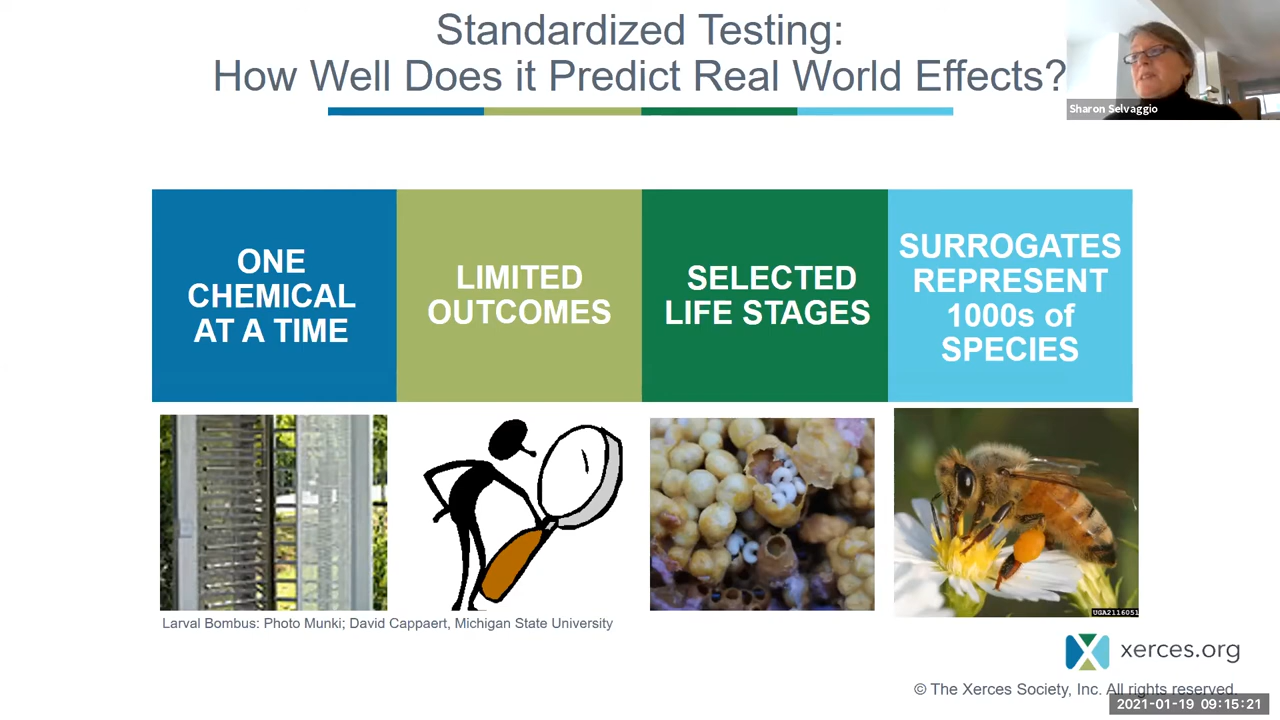 Standardized Testing:
How Well Does it Predict Real World Effects?
Sharon Selvaggio
ONE
CHEMICAL
AT A TIME
LIMITED
OUTCOMES
SELECTED
LIFE STAGES
SURROGATES
REPRESENT
1000s of
SPECIES
UGA2116051
Larval Bombus: Photo Munki; David Cappaert, Michigan State University
xerces.org
© The Xerces Society, Inc. All rights reserved.
2021-01-19 09:15:21